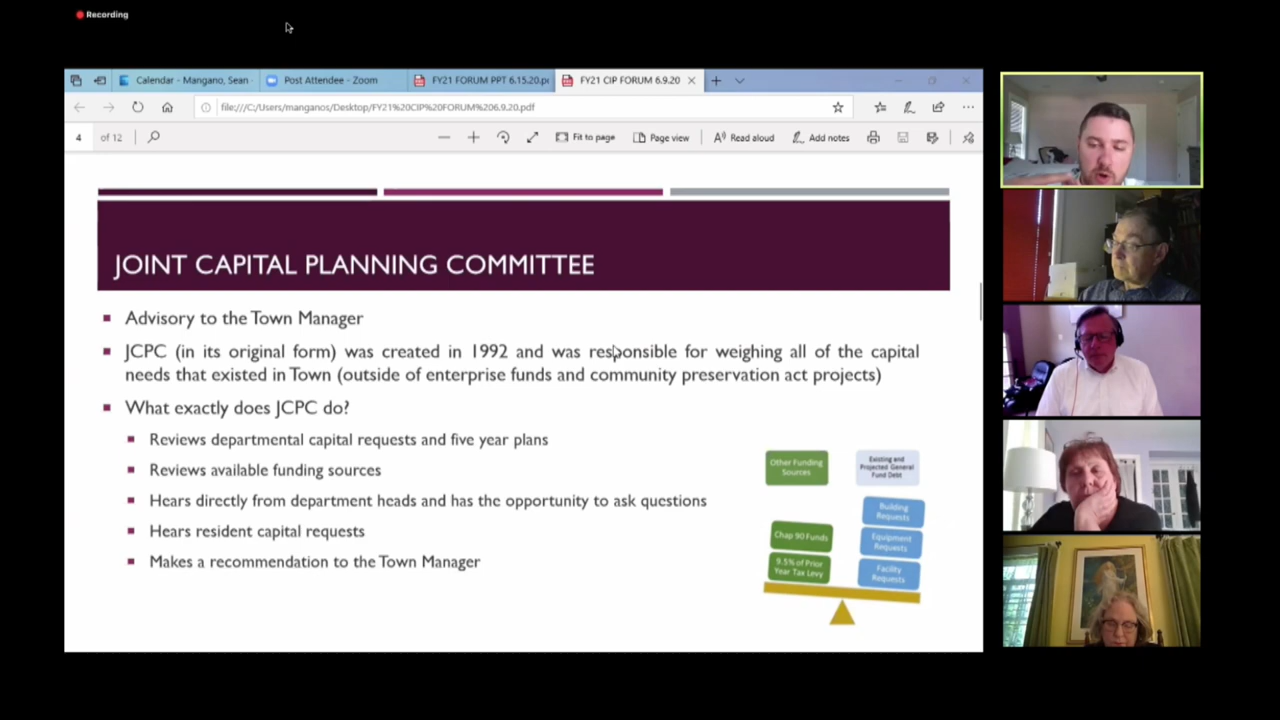 Recording
Calendar - Mangano, Sean
Post Attendee - Zoom
FY21 FORUM PPT 6.15.20.p
FY21 CIP FORUM 6.9.20
file:///C:/Users/manganos/Desktop/FY21%20CIP%20FORUM%206.9.20.pdf
4 of 12
Fit to page
Page view
Read aloud
Add notes
JOINT CAPITAL PLANNING COMMITTEE
Advisory to the Town Manager
JCPC (in its original form) was created in 1992 and was responsible for weighing all of the capital
needs that existed in Town (outside of enterprise funds and community preservation act projects)
What exactly does JCPC do?
Reviews departmental capital requests and five year plans
Reviews available funding sources
Hears directly from department heads and has the opportunity to ask questions
Hears resident capital requests
Makes a recommendation to the Town Manager
Other Funding
Sources
Existing and
Projected General
Fund Debt
Building
Requests
Chap 90 Funds
Equipment
Requests
9.5% of Prior
Year Tax Levy
Facility
Requests